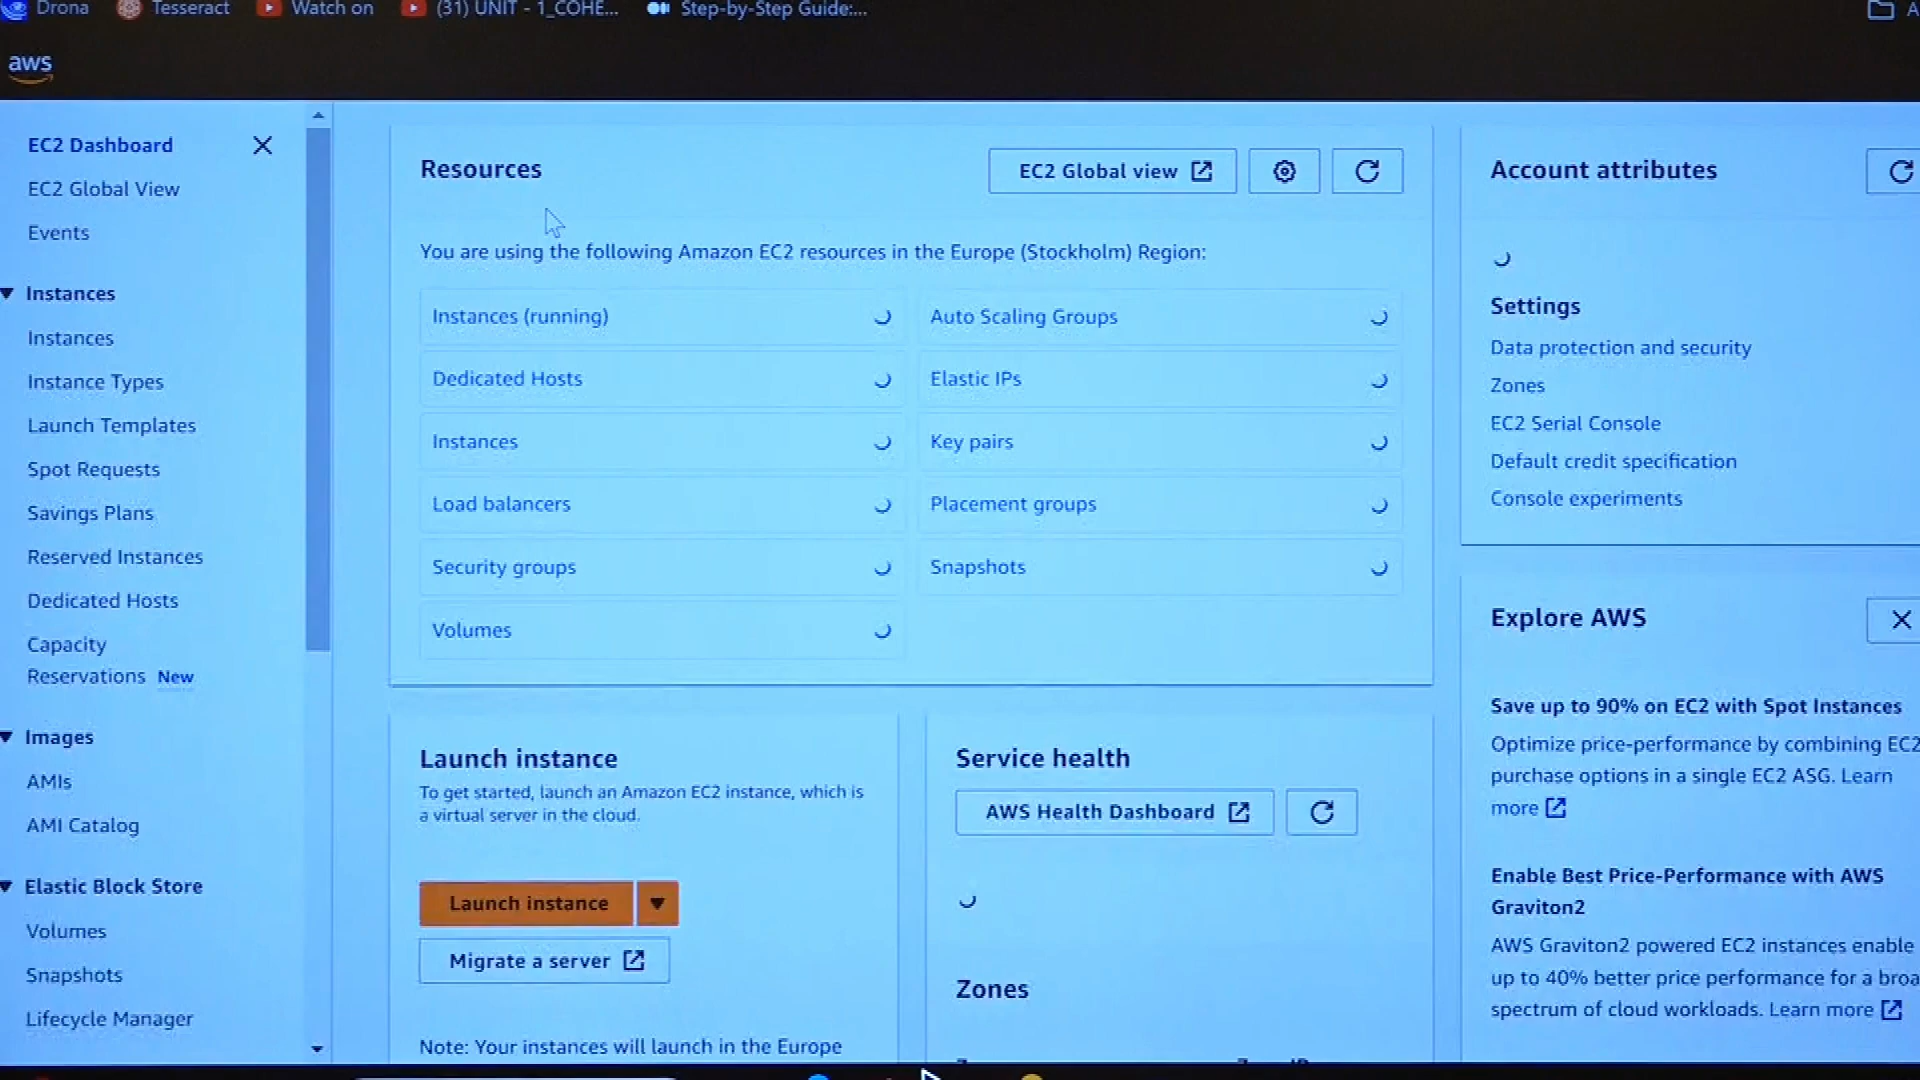 Drona Tesseract Watch on (31) UNIT - 1_COHE... Step-by-Step Guide:...
aws
EC2 Dashboard
EC2 Global View
Events
Instances
Instances
Instance Types
Launch Templates
Spot Requests
Savings Plans
Reserved Instances
Dedicated Hosts
Capacity
Reservations New
Images
AMIs
AMI Catalog
Elastic Block Store
Volumes
Snapshots
Lifecycle Manager
Resources
EC2 Global view
You are using the following Amazon EC2 resources in the Europe (Stockholm) Region:
Instances (running)
Auto Scaling Groups
Dedicated Hosts
Elastic IPs
Instances
Key pairs
Load balancers
Placement groups
Security groups
Snapshots
Volumes
Launch instance
To get started, launch an Amazon EC2 instance, which is
a virtual server in the cloud.
Launch instance
Migrate a server
Note: Your instances will launch in the Europe
Service health
AWS Health Dashboard
Zones
Account attributes
Settings
Data protection and security
Zones
EC2 Serial Console
Default credit specification
Console experiments
Explore AWS
Save up to 90% on EC2 with Spot Instances
Optimize price-performance by combining EC2
purchase options in a single EC2 ASG. Learn
more
Enable Best Price-Performance with AWS
Graviton2
AWS Graviton2 powered EC2 instances enable
up to 40% better price performance for a broa
spectrum of cloud workloads. Learn more